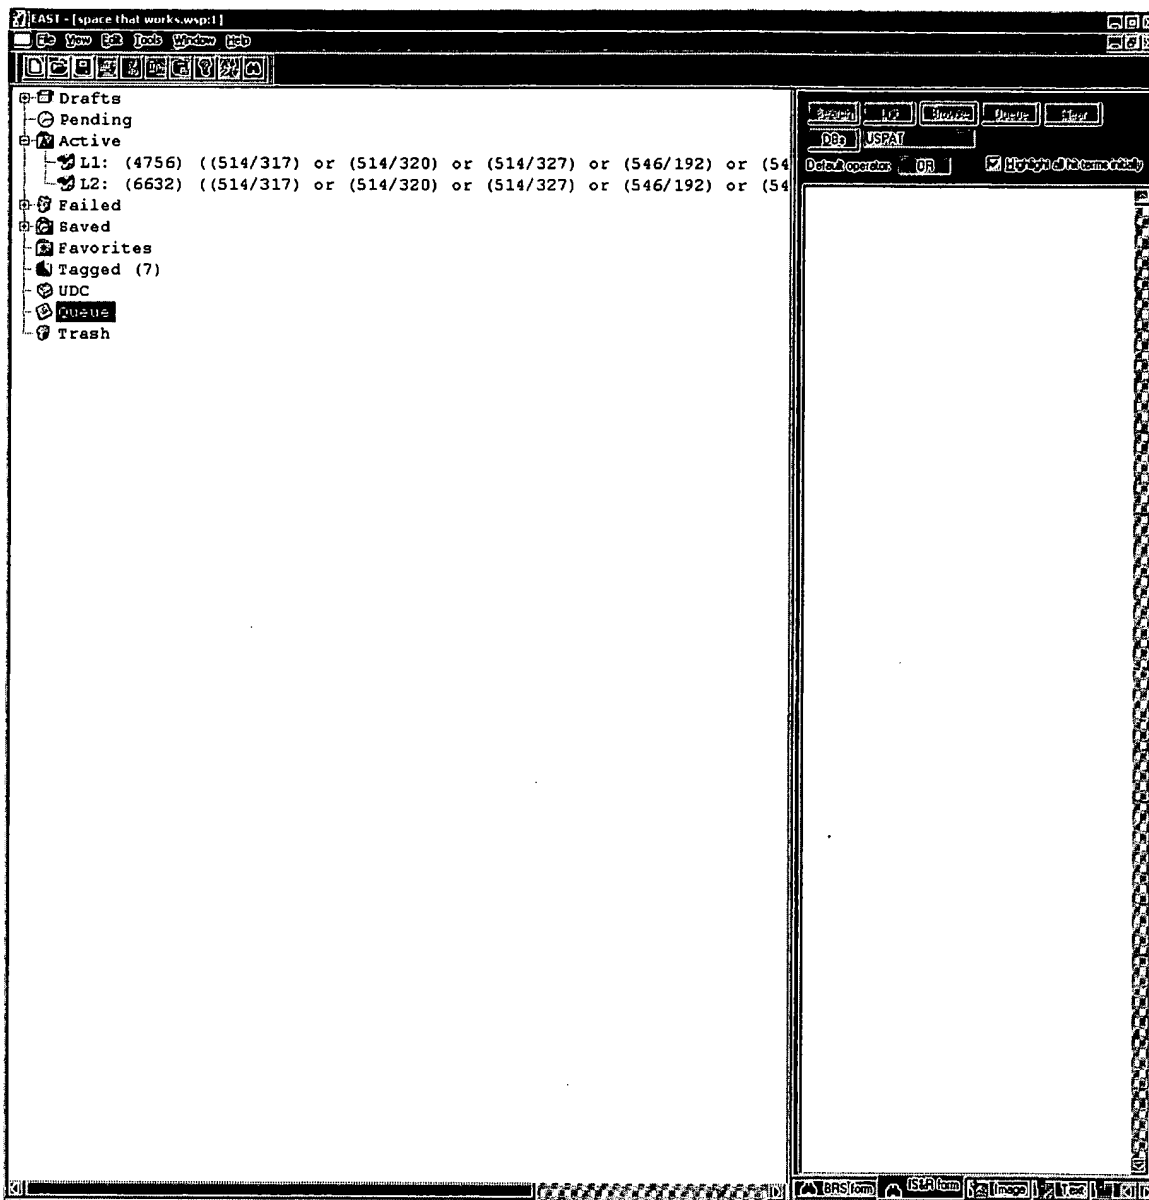 EAST - [space that works.wsp:1]
File View Edit Tools Window Help
Drafts
Pending
Active
L1: (4756) ((514/317) or (514/320) or (514/327) or (546/192) or (54
L2: (6632) ((514/317) or (514/320) or (514/327) or (546/192) or (54
Failed
Saved
Favorites
Tagged (7)
UDC
Queue
Trash
Search List Browse Queue Clear
DBs USPAT
Default operator: OR Highlight all hit terms initially
BRS form IS&R form Image Text